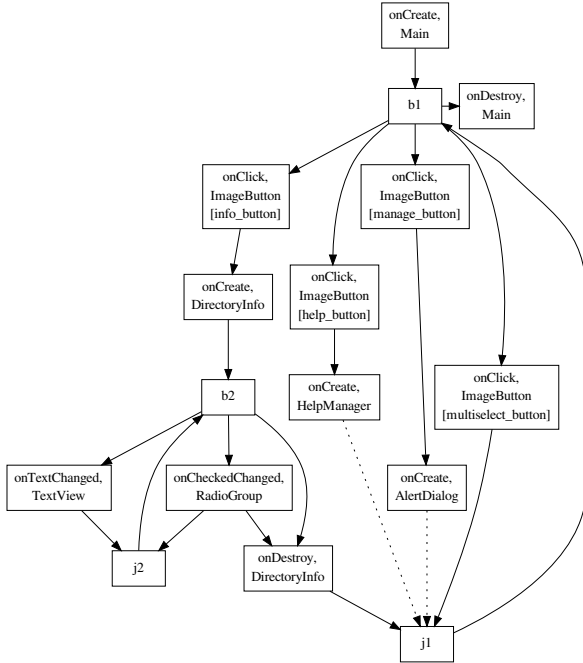 onCreate,
Main
b1
onDestroy,
Main
onClick,
ImageButton
[info_button]
onClick,
ImageButton
[manage_button]
onClick,
ImageButton
[help_button]
onCreate,
DirectoryInfo
onClick,
ImageButton
[multiselect_button]
b2
onCreate,
HelpManager
onTextChanged,
TextView
onCheckedChanged,
RadioGroup
onCreate,
AlertDialog
j2
onDestroy,
DirectoryInfo
j1